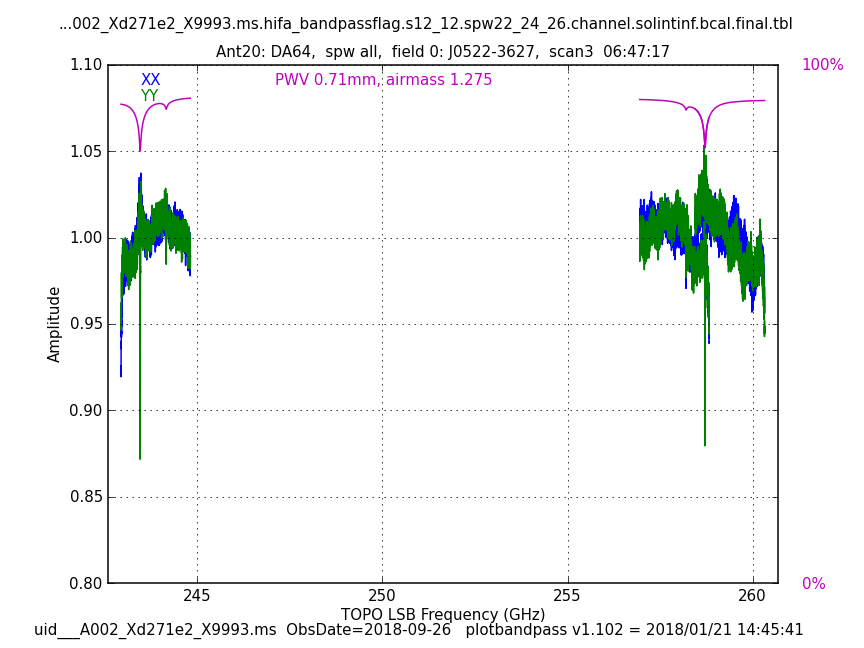 ...002_Xd271e2_X9993.ms.hifa_bandpassflag.s12_12.spw22_24_26.channel.solintinf.bcal.final.tbl
Ant20: DA64,  spw all,  field 0: J0522-3627,  scan3  06:47:17
1.10
100%
XX
PWV 0.71mm, airmass 1.275
YY
1.05
1.00
0.95
Amplitude
0.90
0.85
0.80
0%
245 250 255 260
TOPO LSB Frequency (GHz)
uid___A002_Xd271e2_X9993.ms  ObsDate=2018-09-26   plotbandpass v1.102 = 2018/01/21 14:45:41